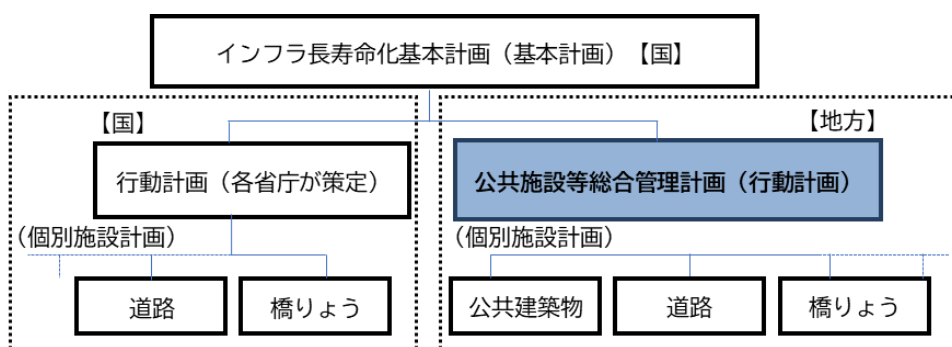 インフラ長寿命化基本計画（基本計画）【国】
【国】
【地方】
行動計画（各省庁が策定）
公共施設等総合管理計画（行動計画）
（個別施設計画）
（個別施設計画）
道路
橋りょう
公共建築物
道路
橋りょう